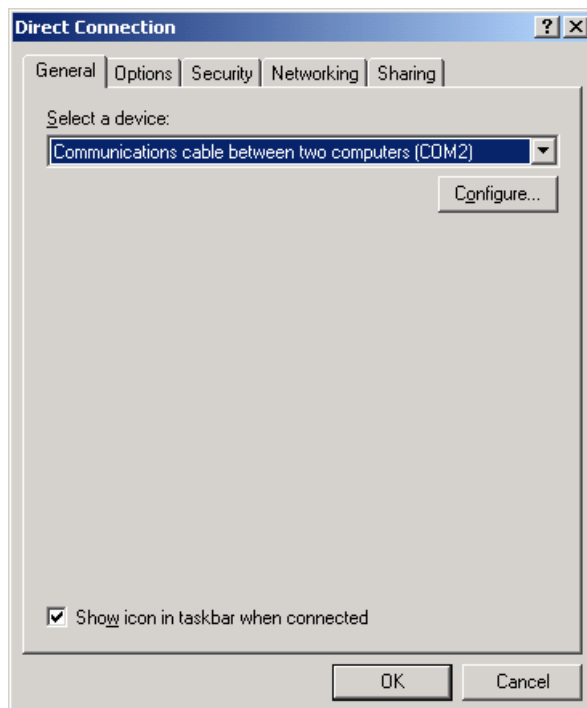 Direct Connection
General Options Security Networking Sharing
Select a device:
Communications cable between two computers (COM2)
Configure...
Show icon in taskbar when connected
OK Cancel